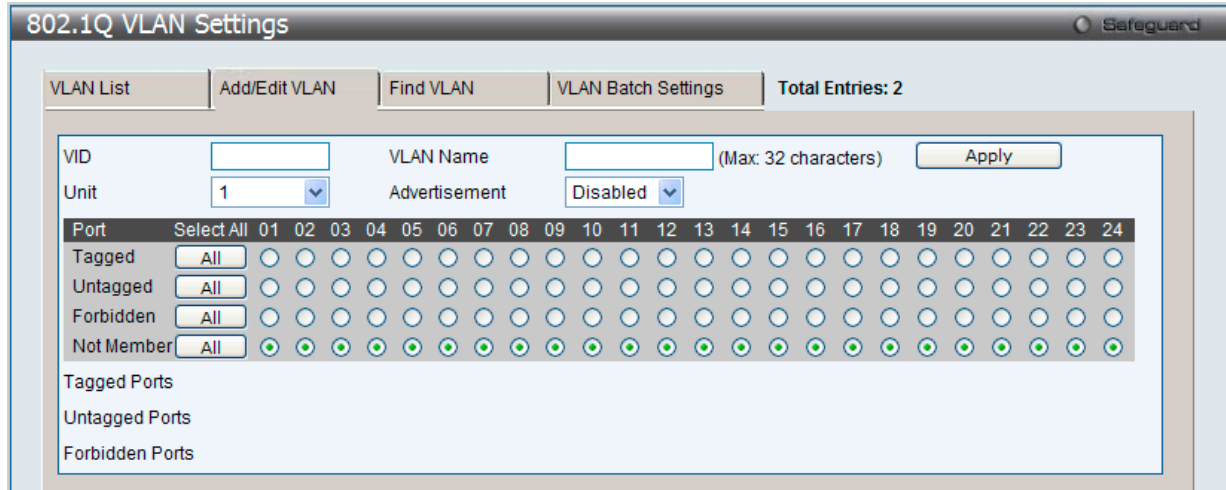 802.1Q VLAN Settings Safeguard
VLAN List Add/Edit VLAN Find VLAN VLAN Batch Settings Total Entries: 2
VID VLAN Name (Max: 32 characters) Apply
Unit 1 Advertisement Disabled
Port Select All 01 02 03 04 05 06 07 08 09 10 11 12 13 14 15 16 17 18 19 20 21 22 23 24
Tagged All
Untagged All
Forbidden All
Not Member All
Tagged Ports
Untagged Ports
Forbidden Ports